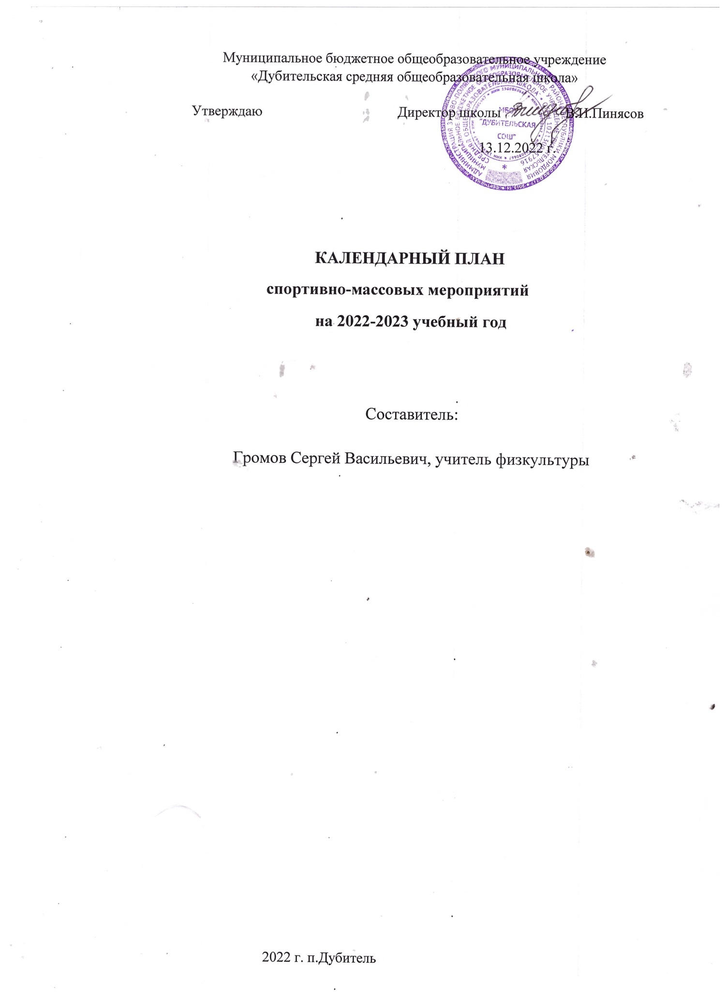 Муниципальное бюджетное общеобразовательное учреждение
«Дубительская средняя общеобразовательная школа»
Утверждаю Директор школы В.И.Пинясов
МБОУ
"ДУБИТЕЛЬСКАЯ
СОШ"
13.12.2022 г.
КАЛЕНДАРНЫЙ ПЛАН
спортивно-массовых мероприятий
на 2022-2023 учебный год
Составитель:
Громов Сергей Васильевич, учитель физкультуры
2022 г. п.Дубитель